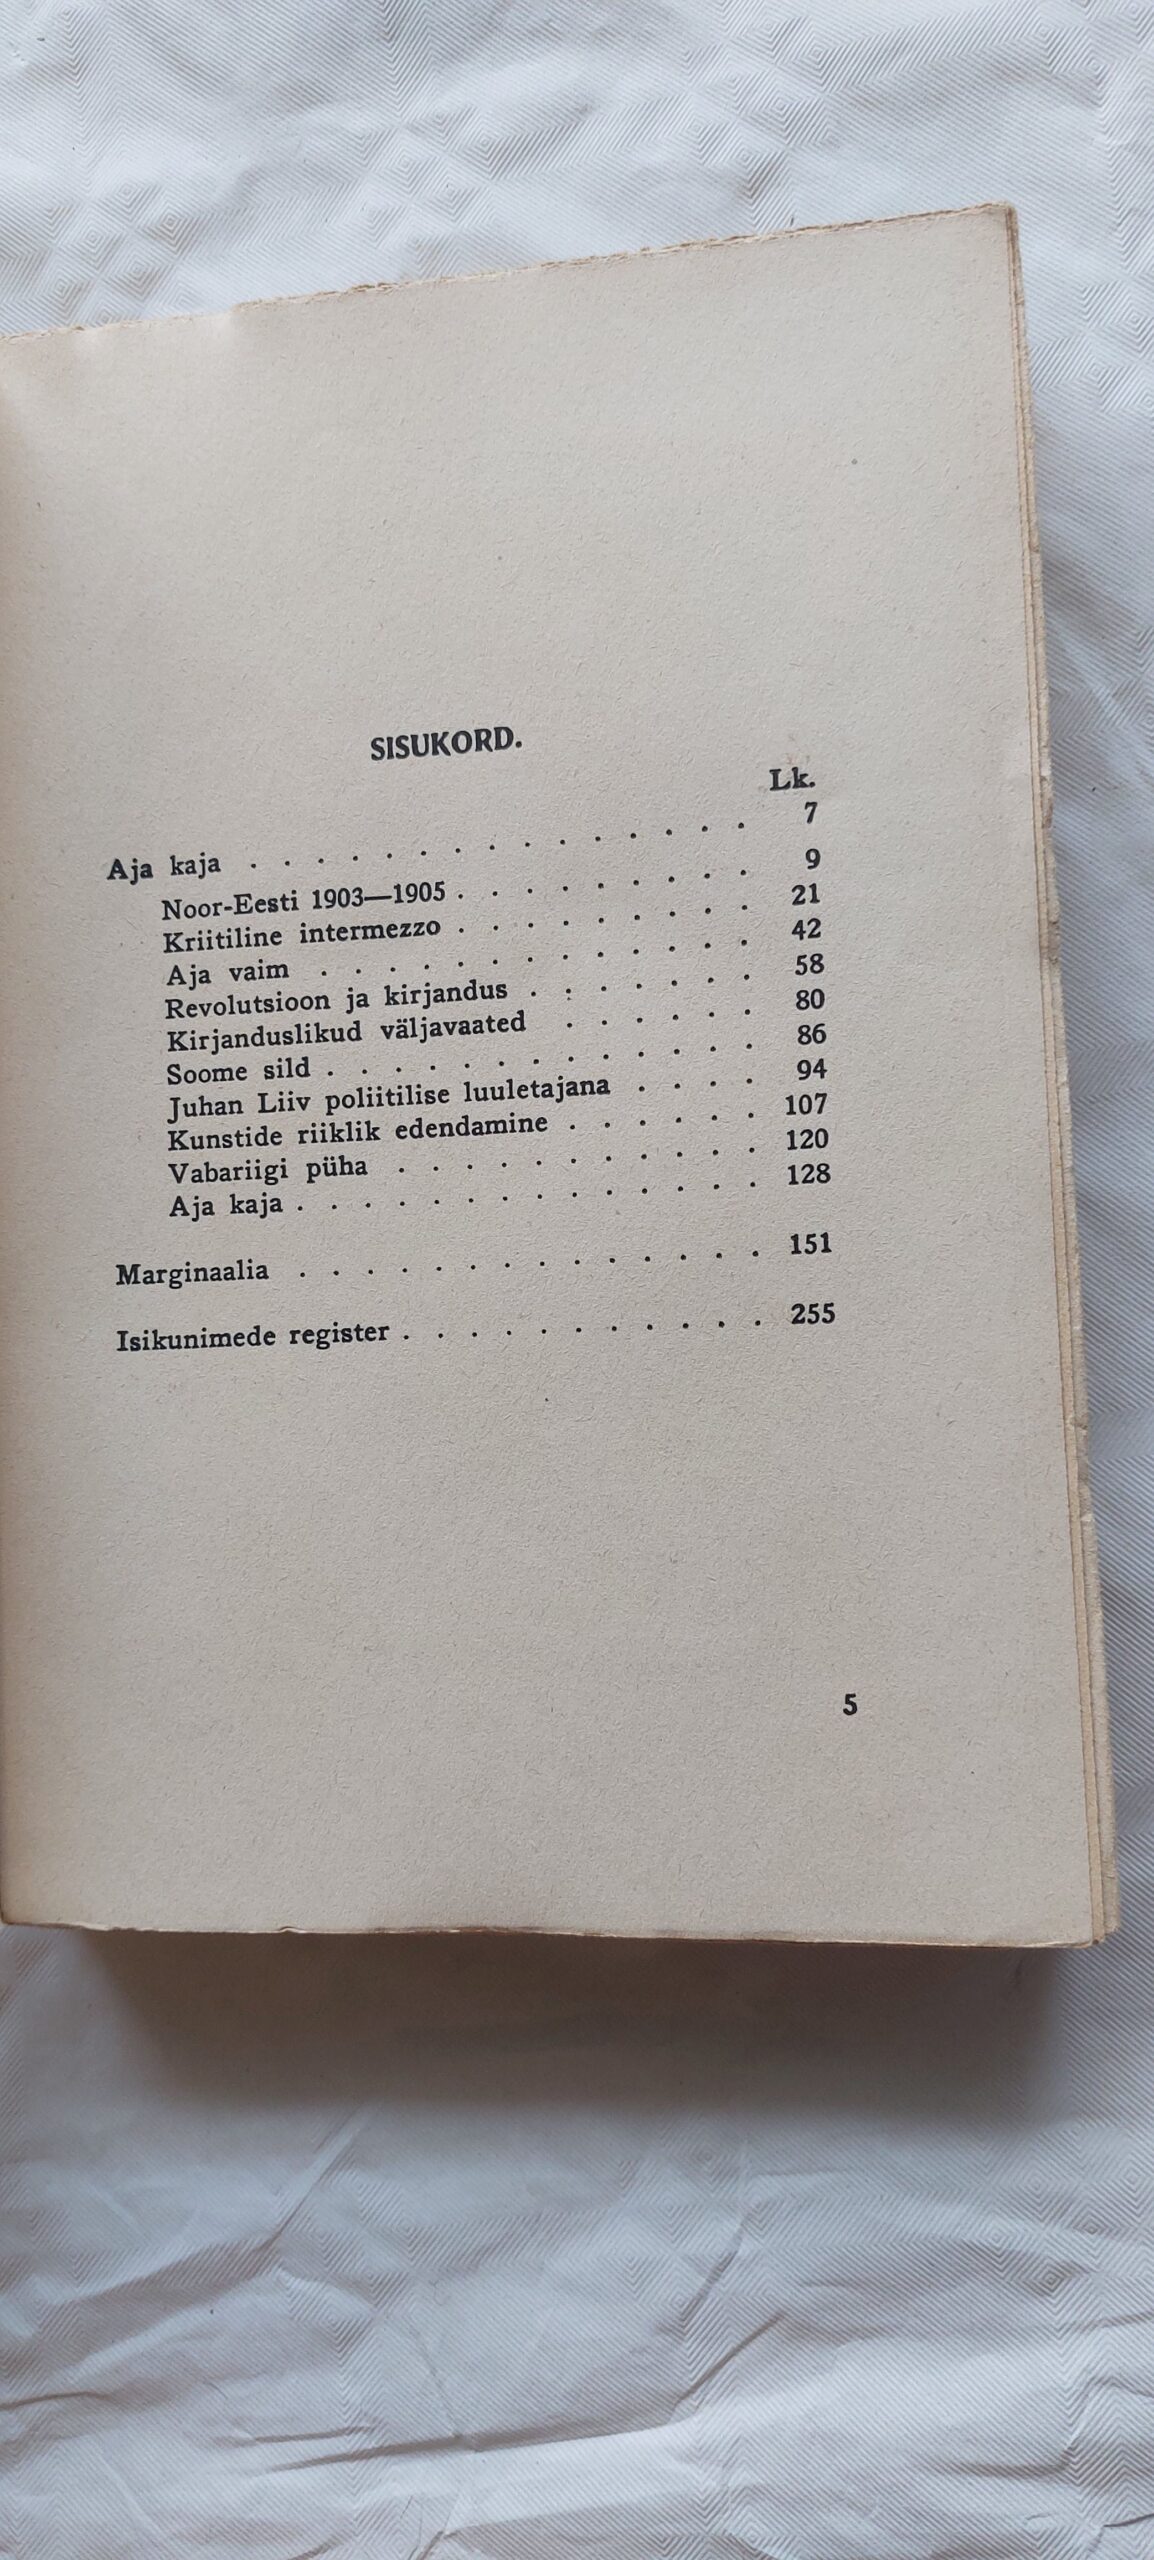 SISUKORD.
Lk.
Aja kaja . . . . . . . . . . . . . . . 7
Noor-Eesti 1903—1905 . . . . . . . . . 9
Kriitiline intermezzo . . . . . . . . . 21
Aja vaim . . . . . . . . . . . . . 42
Revolutsioon ja kirjandus . . . . . . . 58
Kirjanduslikud väljavaated . . . . . . 80
Soome sild . . . . . . . . . . . . . 86
Juhan Liiv poliitilise luuletajana . . . . 94
Kunstide riiklik edendamine . . . . . . 107
Vabariigi püha . . . . . . . . . . . 120
Aja kaja . . . . . . . . . . . . . . 128
Marginaalia . . . . . . . . . . . . . . 151
Isikunimede register . . . . . . . . . . . 255
5